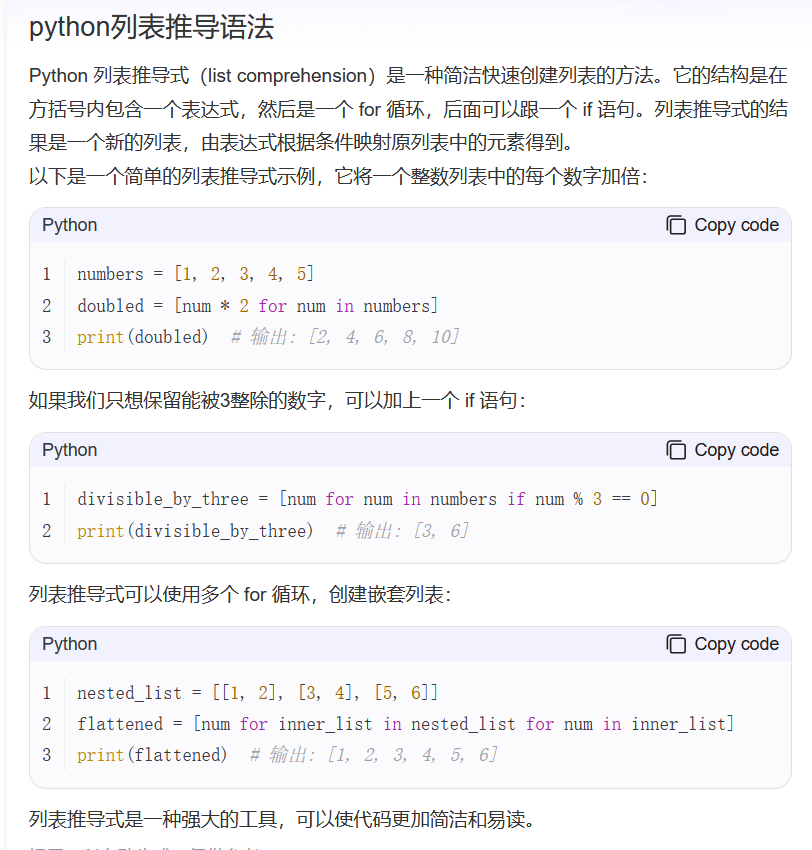 python列表推导语法
Python 列表推导式（list comprehension）是一种简洁快速创建列表的方法。它的结构是在
方括号内包含一个表达式，然后是一个 for 循环，后面可以跟一个 if 语句。列表推导式的结
果是一个新的列表，由表达式根据条件映射原列表中的元素得到。
以下是一个简单的列表推导式示例，它将一个整数列表中的每个数字加倍：
Python Copy code
1 numbers = [1, 2, 3, 4, 5]
2 doubled = [num * 2 for num in numbers]
3 print(doubled)  # 输出：[2, 4, 6, 8, 10]
如果我们只想保留能被3整除的数字，可以加上一个 if 语句：
Python Copy code
1 divisible_by_three = [num for num in numbers if num % 3 == 0]
2 print(divisible_by_three)  # 输出：[3, 6]
列表推导式可以使用多个 for 循环，创建嵌套列表：
Python Copy code
1 nested_list = [[1, 2], [3, 4], [5, 6]]
2 flattened = [num for inner_list in nested_list for num in inner_list]
3 print(flattened)  # 输出：[1, 2, 3, 4, 5, 6]
列表推导式是一种强大的工具，可以使代码更加简洁和易读。